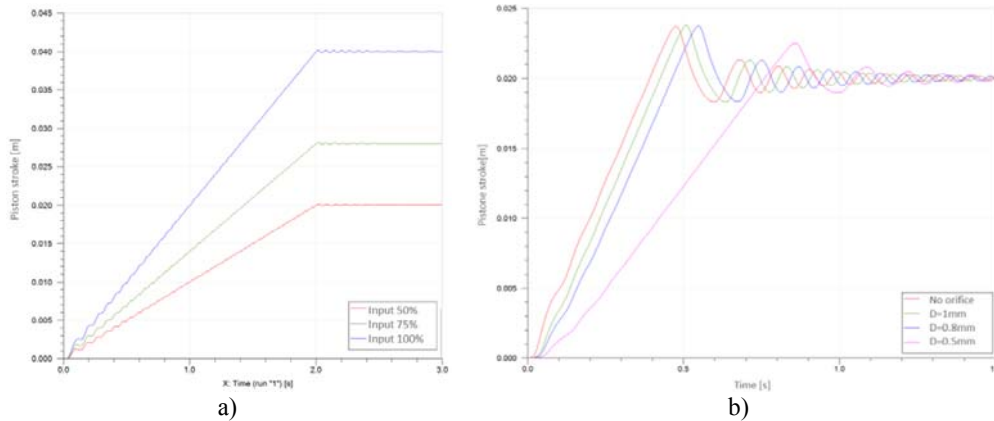 0.045
0.040
0.035
0.030
0.025
0.020
0.015
0.010
0.005
0.000
Piston stroke [m]
0.0
1.0
2.0
3.0
X: Time (run "1") [s]
Input 50%
Input 75%
Input 100%
a)
0.025
0.020
0.015
0.010
0.005
0.0
Pistone stroke[m]
0.0
0.5
1.0
1
Time [s]
No orifice
D=1mm
D=0.8mm
D=0.5mm
b)